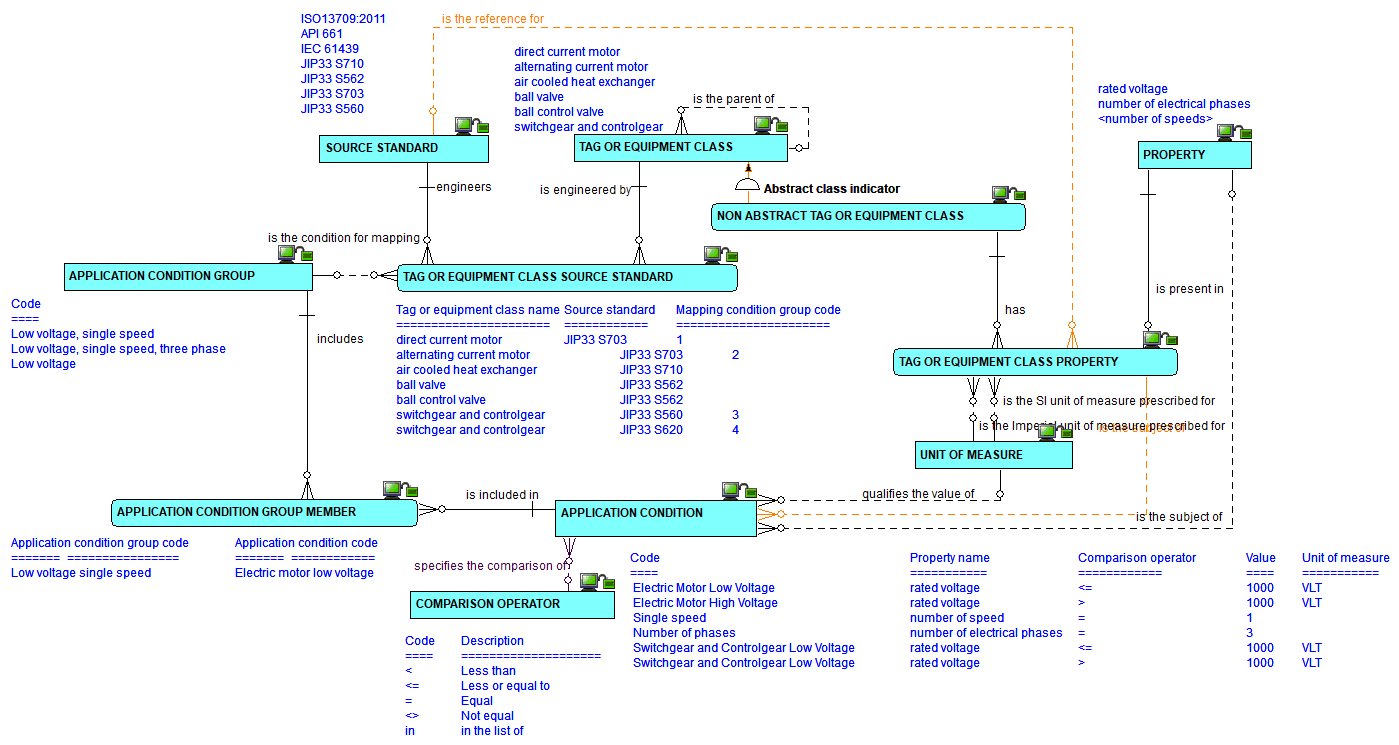 ISO13709:2011
API 661
IEC 61439
JIP33 S710
JIP33 S562
JIP33 S703
JIP33 S560
is the reference for
direct current motor
alternating current motor
air cooled heat exchanger
ball valve
ball control valve
switchgear and controlgear
is the parent of
rated voltage
number of electrical phases
<number of speeds>
SOURCE STANDARD
TAG OR EQUIPMENT CLASS
PROPERTY
engineers
is engineered by
Abstract class indicator
NON ABSTRACT TAG OR EQUIPMENT CLASS
is the condition for mapping
APPLICATION CONDITION GROUP
TAG OR EQUIPMENT CLASS SOURCE STANDARD
is present in
has
Code
====
Low voltage, single speed
Low voltage, single speed, three phase
Low voltage
includes
Tag or equipment class name Source standard Mapping condition group code
====================== ============ ======================
direct current motor JIP33 S703 1
alternating current motor JIP33 S703 2
air cooled heat exchanger JIP33 S710
ball valve JIP33 S562
ball control valve JIP33 S562
switchgear and controlgear JIP33 S560 3
switchgear and controlgear JIP33 S620 4
TAG OR EQUIPMENT CLASS PROPERTY
is the SI unit of measure prescribed for
is the Imperial unit of measure prescribed for
is the subject of
UNIT OF MEASURE
qualifies the value of
is the subject of
APPLICATION CONDITION GROUP MEMBER
is included in
APPLICATION CONDITION
Application condition group code Application condition code
======= ================ ======= ============
Low voltage single speed Electric motor low voltage
specifies the comparison of
COMPARISON OPERATOR
Code Property name Comparison operator Value Unit of measure
==== =========== ============ ==== ===========
Electric Motor Low Voltage rated voltage <= 1000 VLT
Electric Motor High Voltage rated voltage > 1000 VLT
Single speed number of speed = 1
Number of phases number of electrical phases = 3
Switchgear and Controlgear Low Voltage rated voltage <= 1000 VLT
Switchgear and Controlgear Low Voltage rated voltage > 1000 VLT
Code Description
==== ====================
< Less than
<= Less or equal to
= Equal
<> Not equal
in in the list of